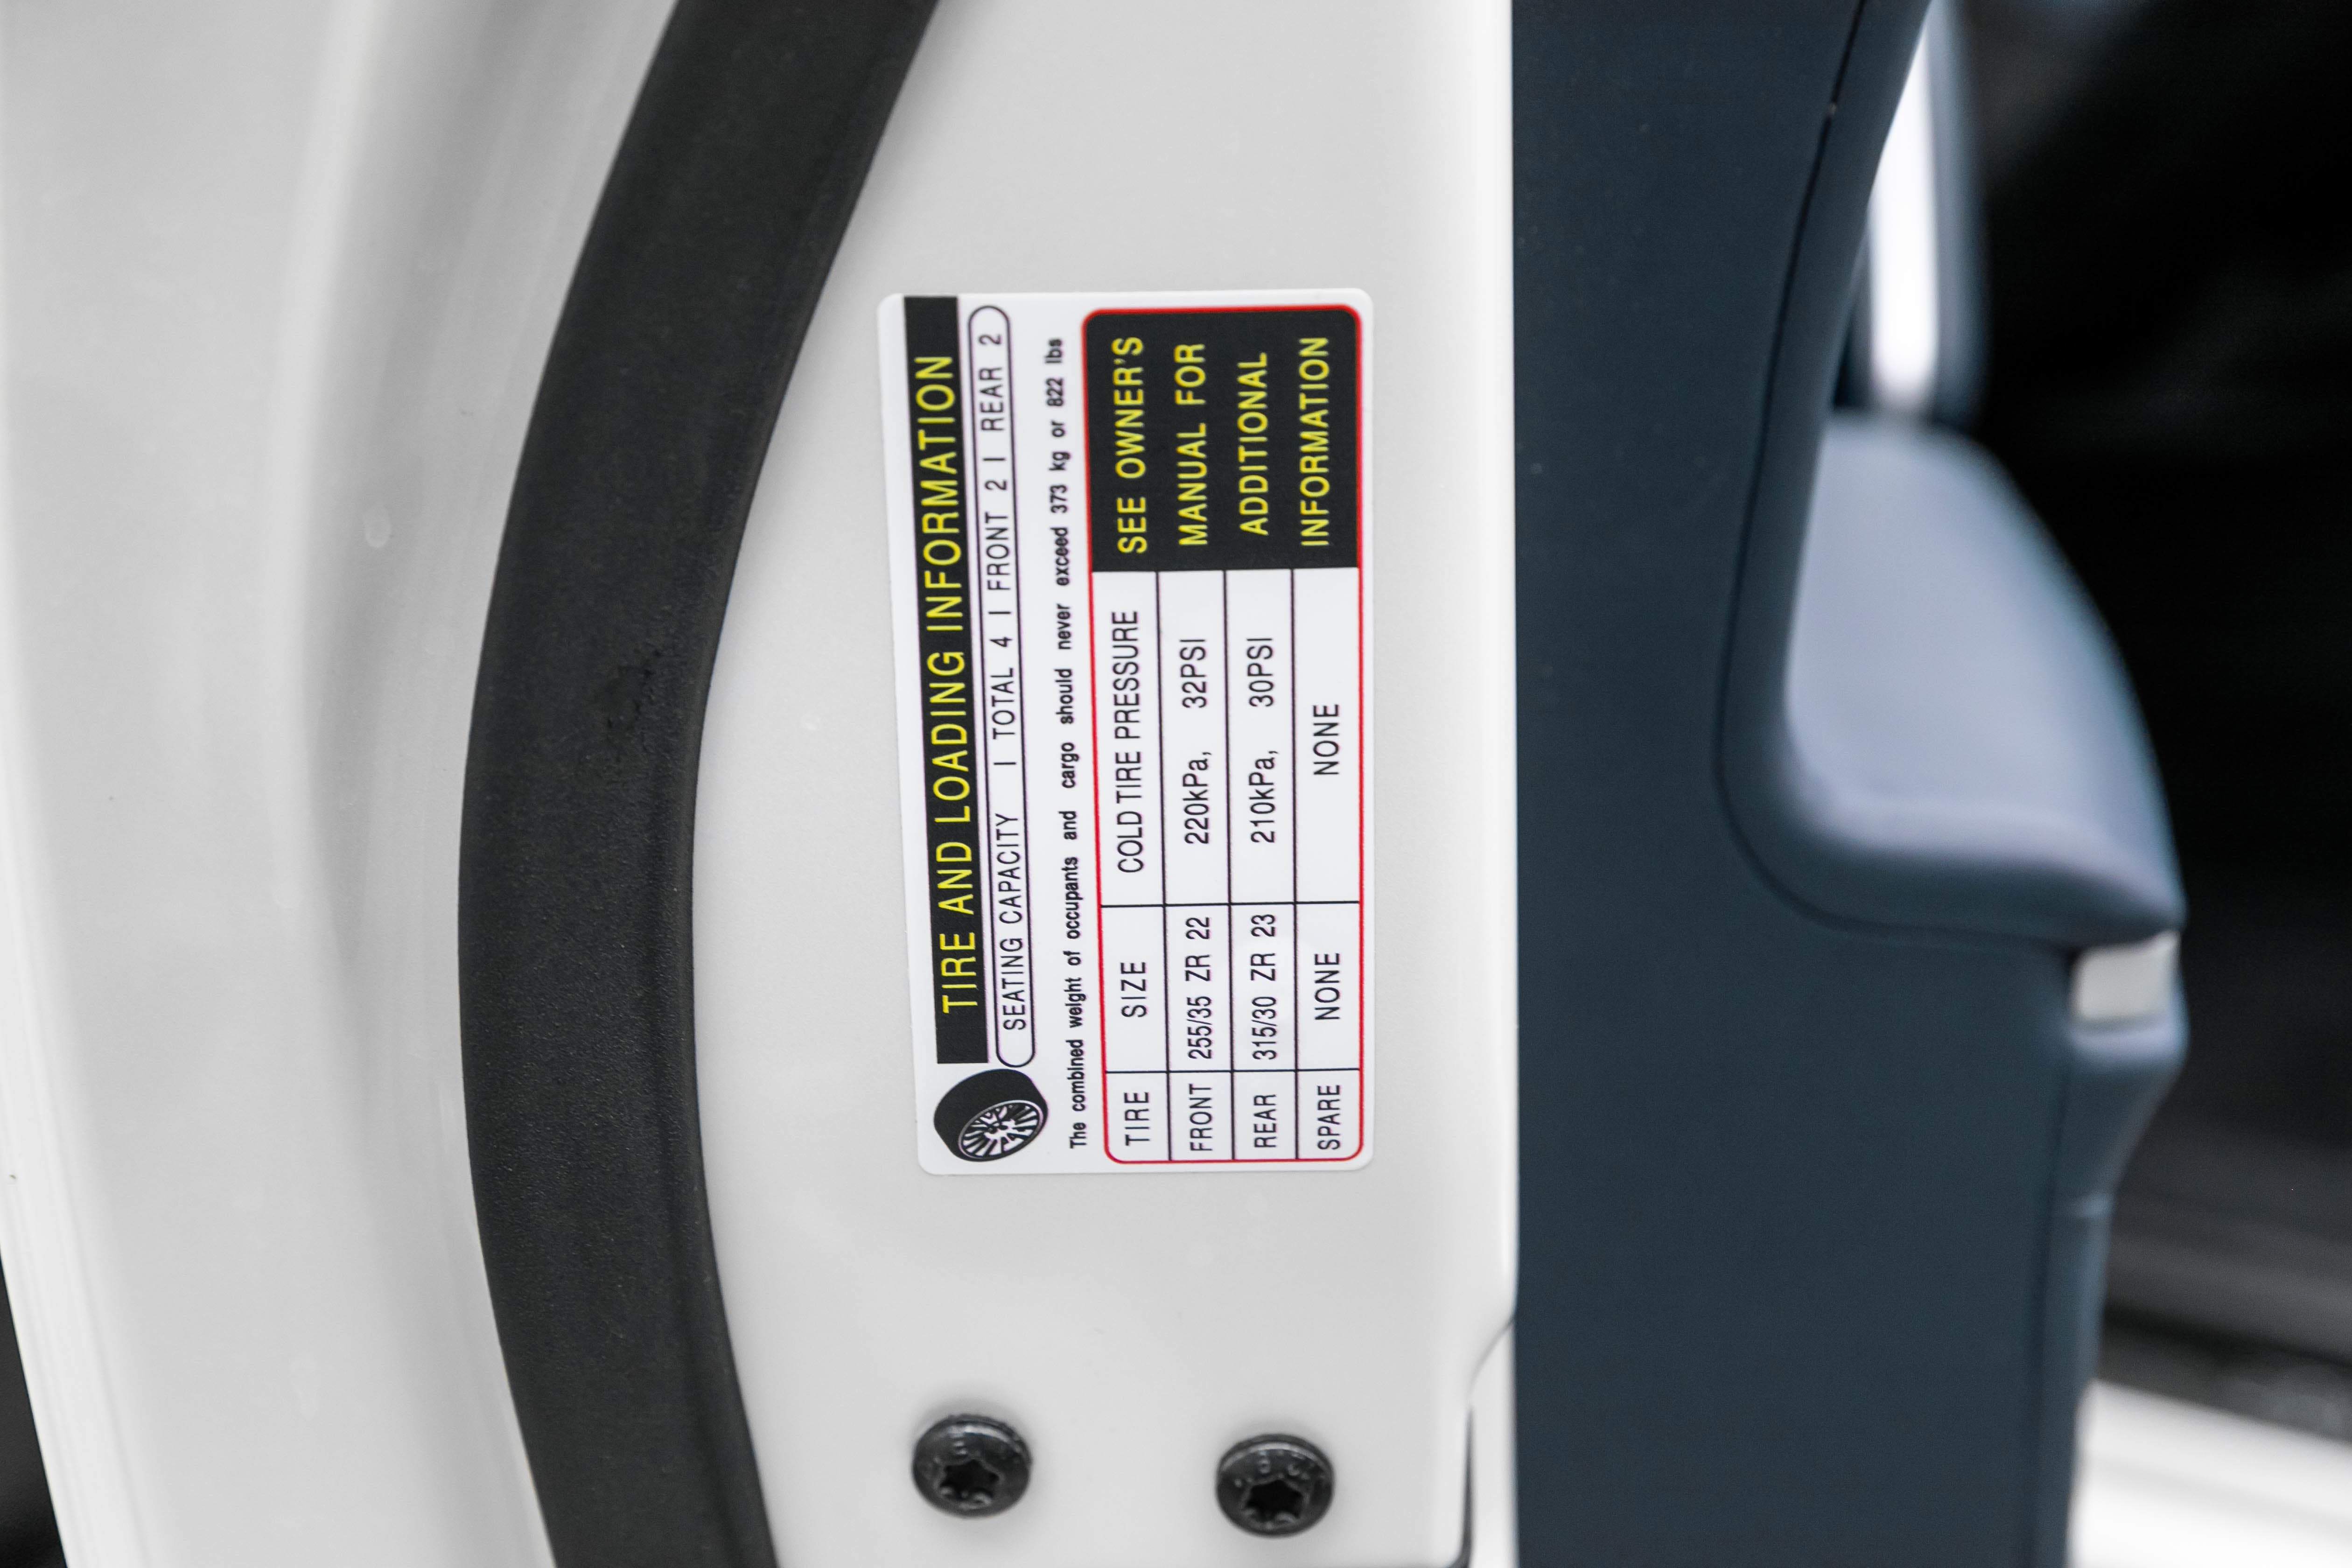 TIRE AND LOADING INFORMATION
SEATING CAPACITY | TOTAL 4 | FRONT 2 | REAR 2
The combined weight of occupants and cargo should never exceed 373 kg or 822 lbs
TIRE SIZE COLD TIRE PRESSURE
FRONT 255/35 ZR 22 220kPa, 32PSI
REAR 315/30 ZR 23 210kPa, 30PSI
SPARE NONE NONE
SEE OWNER'S
MANUAL FOR
ADDITIONAL
INFORMATION